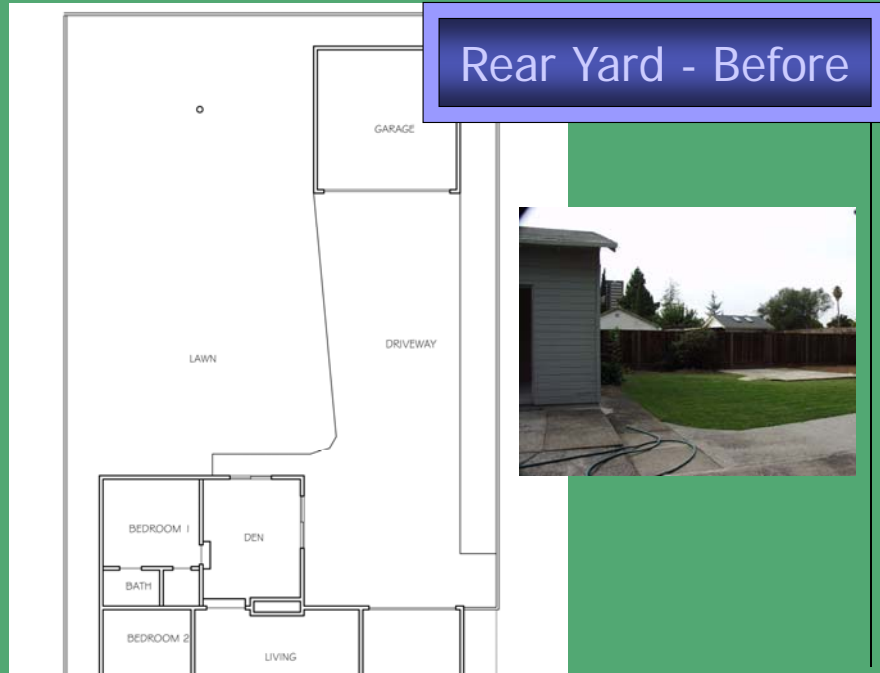 Rear Yard - Before
GARAGE
DRIVEWAY
LAWN
BEDROOM 1
DEN
BATH
BEDROOM 2
LIVING